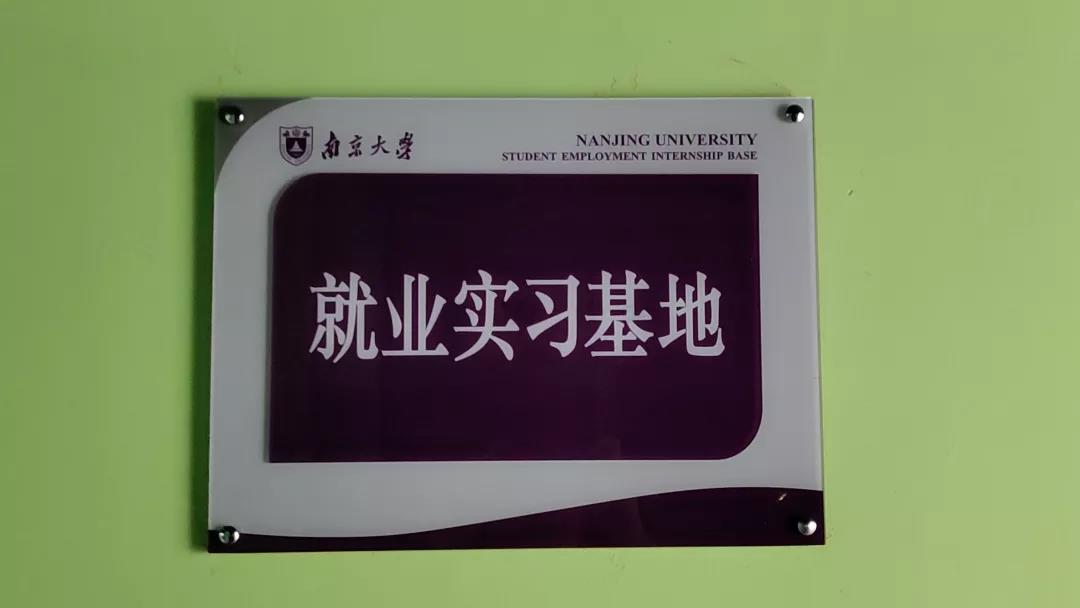 南京大學
NANJING UNIVERSITY
STUDENT EMPLOYMENT INTERNSHIP BASE
就业实习基地